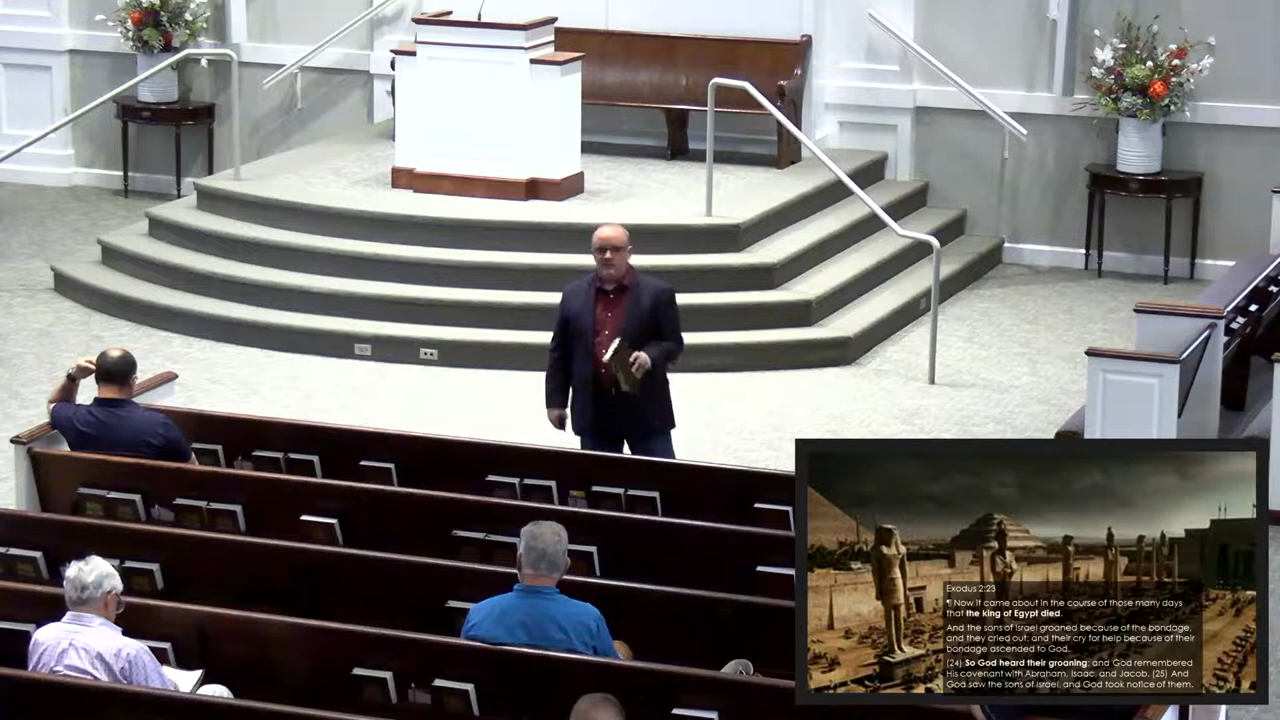 Exodus 2:23
¶ Now it came about in the course of those many days
that the king of Egypt died.
And the sons of Israel groaned because of the bondage,
and they cried out; and their cry for help because of their
bondage ascended to God.
(24) So God heard their groaning; and God remembered
His covenant with Abraham, Isaac, and Jacob. (25) And
God saw the sons of Israel, and God took notice of them.